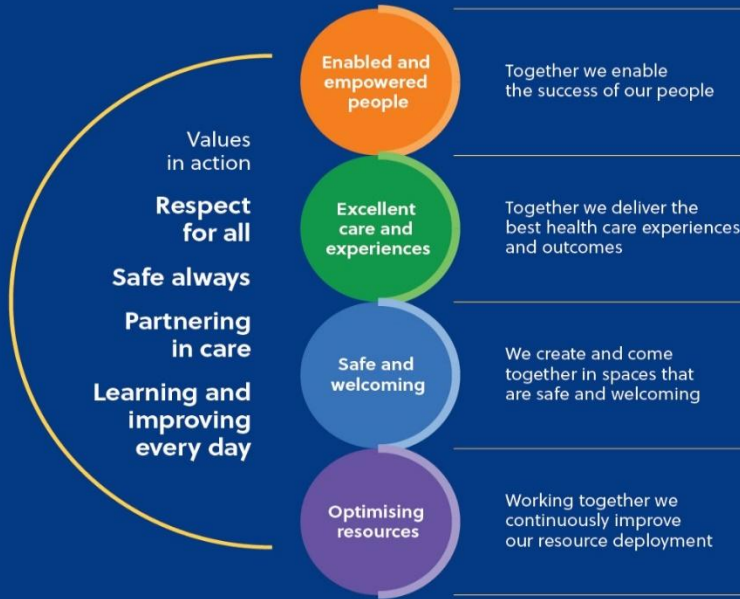 Values
in action
Respect
for all
Safe always
Partnering
in care
Learning and
improving
every day
Enabled and
empowered
people
Together we enable
the success of our people
Excellent
care and
experiences
Together we deliver the
best health care experiences
and outcomes
Safe and
welcoming
We create and come
together in spaces that
are safe and welcoming
Optimising
resources
Working together we
continuously improve
our resource deployment